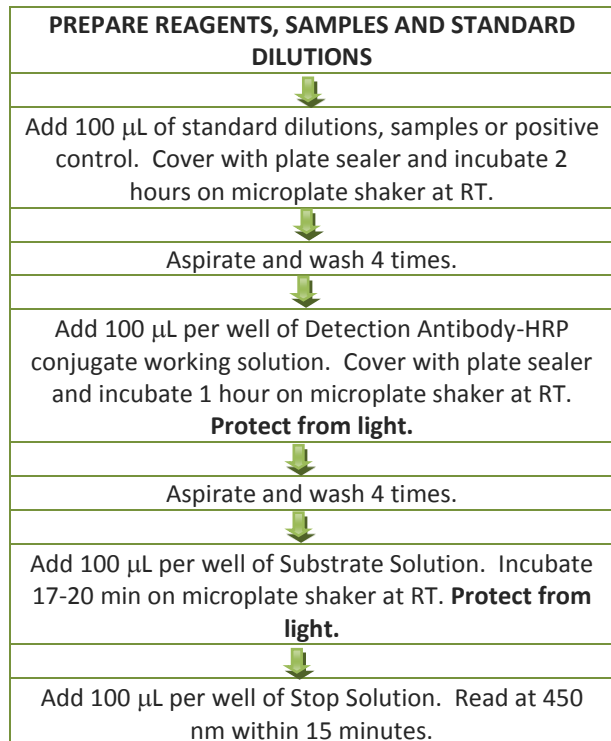 PREPARE REAGENTS, SAMPLES AND STANDARD
DILUTIONS
Add 100 μL of standard dilutions, samples or positive
control.  Cover with plate sealer and incubate 2
hours on microplate shaker at RT.
Aspirate and wash 4 times.
Add 100 μL per well of Detection Antibody-HRP
conjugate working solution.  Cover with plate sealer
and incubate 1 hour on microplate shaker at RT.
Protect from light.
Aspirate and wash 4 times.
Add 100 μL per well of Substrate Solution.  Incubate
17-20 min on microplate shaker at RT. Protect from
light.
Add 100 μL per well of Stop Solution.  Read at 450
nm within 15 minutes.